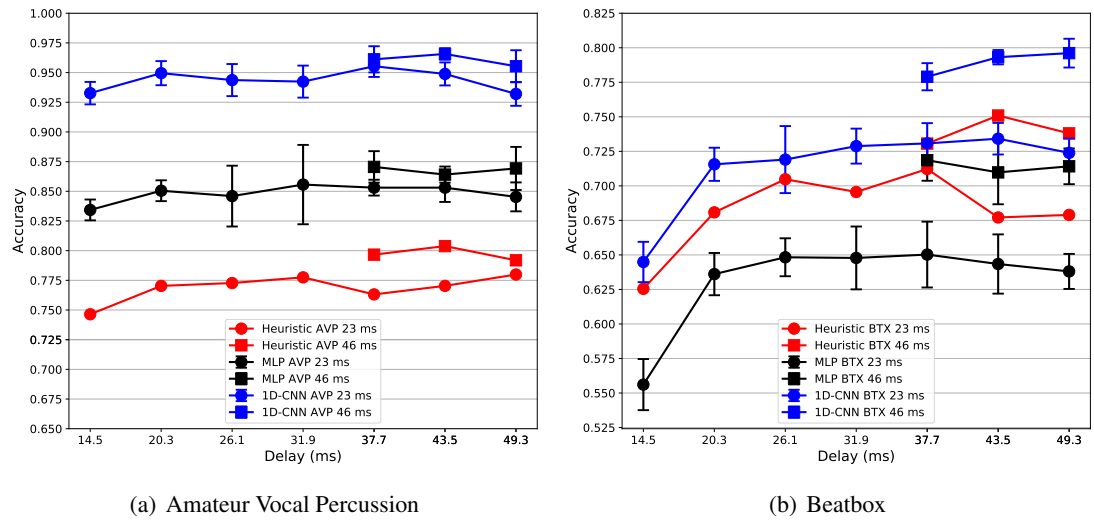 1.000
0.975
0.950
0.925
0.900
0.875
0.850
0.825
0.800
0.775
0.750
0.725
0.700
0.675
0.650
Accuracy
14.5 20.3 26.1 31.9 37.7 43.5 49.3
Delay (ms)
Heuristic AVP 23 ms
Heuristic AVP 46 ms
MLP AVP 23 ms
MLP AVP 46 ms
1D-CNN AVP 23 ms
1D-CNN AVP 46 ms
(a) Amateur Vocal Percussion
0.825
0.800
0.775
0.750
0.725
0.700
0.675
0.650
0.625
0.600
0.575
0.550
0.525
Accuracy
14.5 20.3 26.1 31.9 37.7 43.5 49.3
Delay (ms)
Heuristic BTX 23 ms
Heuristic BTX 46 ms
MLP BTX 23 ms
MLP BTX 46 ms
1D-CNN BTX 23 ms
1D-CNN BTX 46 ms
(b) Beatbox